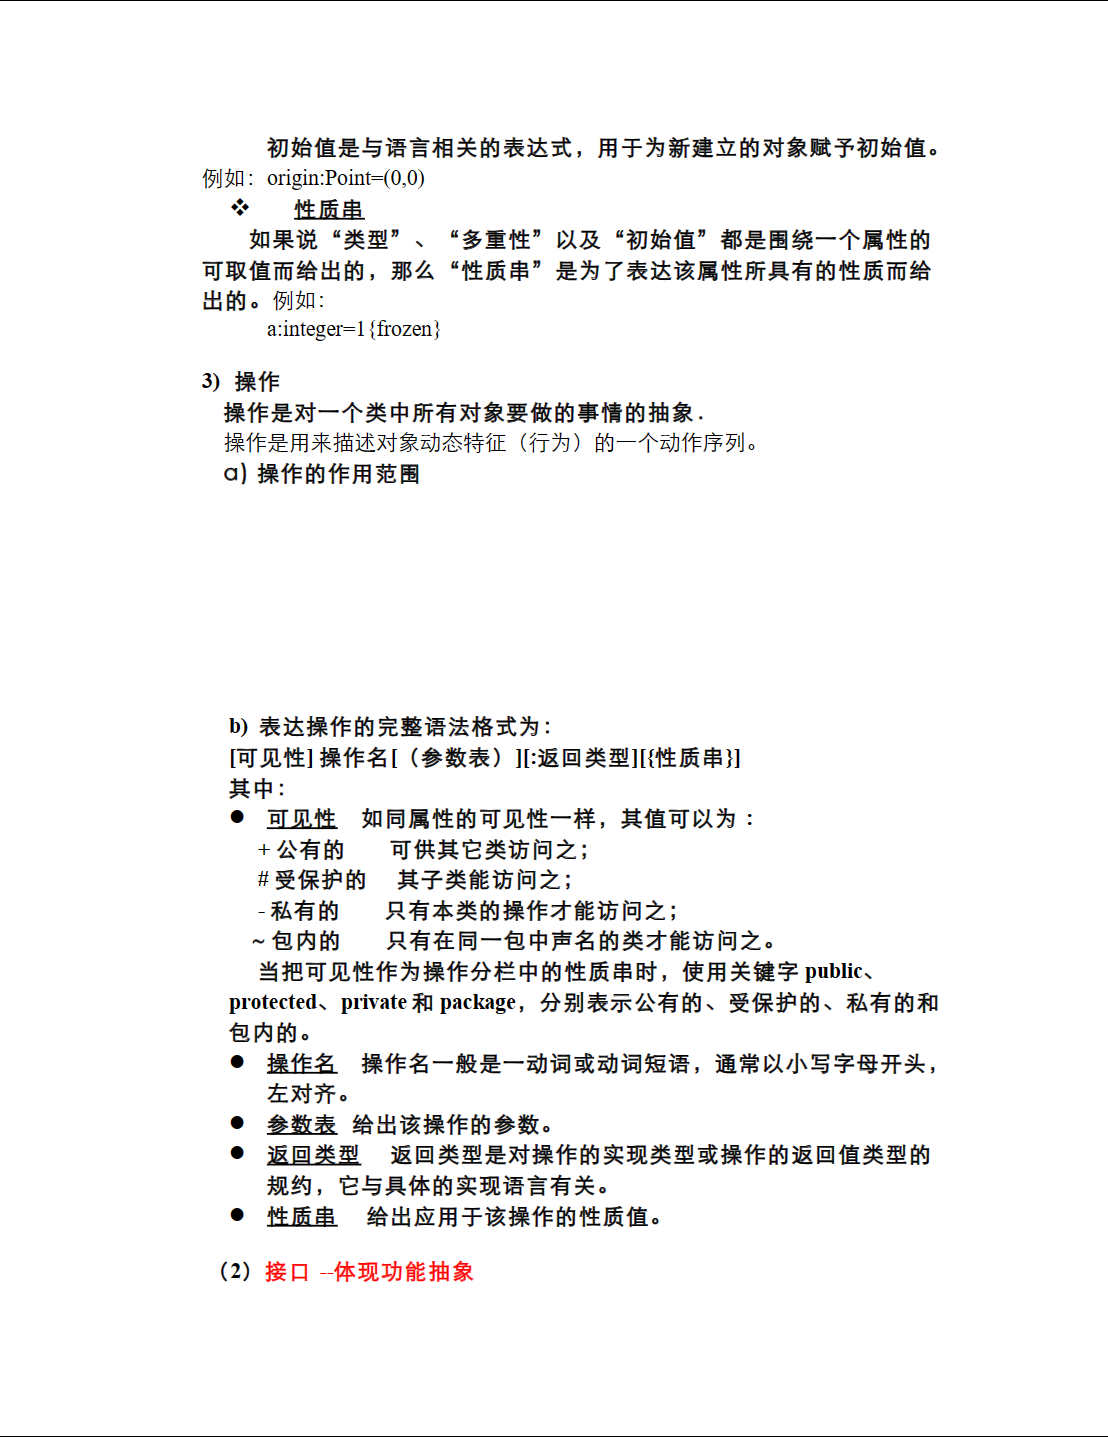 初始值是与语言相关的表达式，用于为新建立的对象赋予初始值。
例如：origin:Point=(0,0)
❖ 性质串
如果说“类型”、“多重性”以及“初始值”都是围绕一个属性的
可取值而给出的，那么“性质串”是为了表达该属性所具有的性质而给
出的。例如：
a:integer=1{frozen}
3) 操作
操作是对一个类中所有对象要做的事情的抽象.
操作是用来描述对象动态特征（行为）的一个动作序列。
a) 操作的作用范围
b) 表达操作的完整语法格式为：
[可见性] 操作名[（参数表）][:返回类型][{性质串}]
其中：
● 可见性 如同属性的可见性一样，其值可以为：
+ 公有的 可供其它类访问之；
# 受保护的 其子类能访问之；
- 私有的 只有本类的操作才能访问之；
~ 包内的 只有在同一包中声名的类才能访问之。
当把可见性作为操作分栏中的性质串时，使用关键字 public、
protected、private 和 package，分别表示公有的、受保护的、私有的和
包内的。
● 操作名 操作名一般是一动词或动词短语，通常以小写字母开头，
左对齐。
● 参数表 给出该操作的参数。
● 返回类型 返回类型是对操作的实现类型或操作的返回值类型的
规约，它与具体的实现语言有关。
● 性质串 给出应用于该操作的性质值。
（2）接口 --体现功能抽象